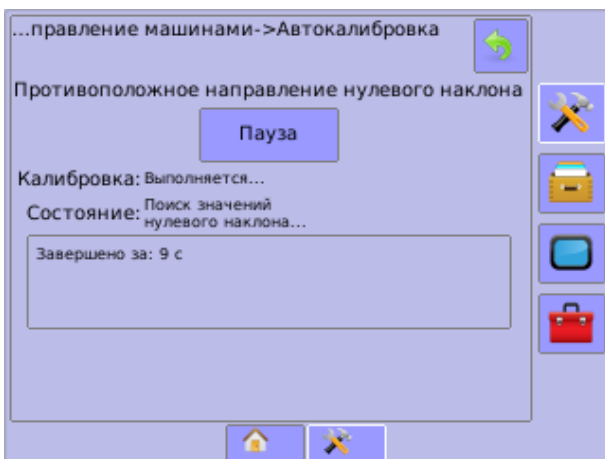 ...правление машинами->Автокалибровка
Противоположное направление нулевого наклона
Пауза
Калибровка: Выполняется...
Состояние: Поиск значений
нулевого наклона...
Завершено за: 9 с